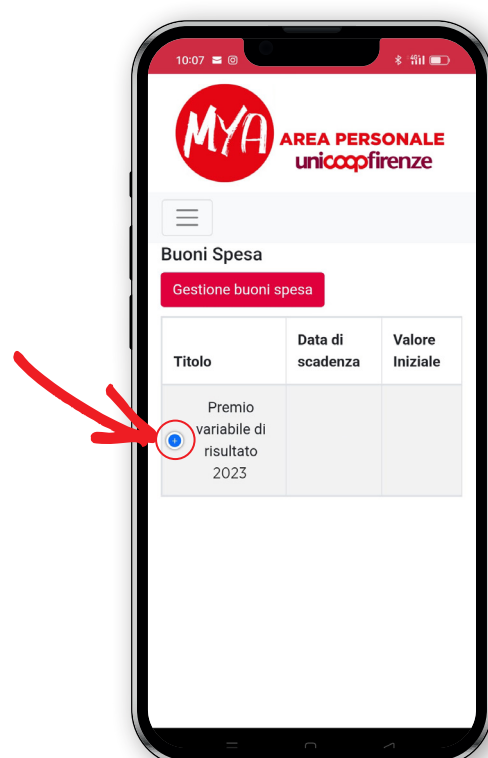 10:07
MYA
AREA PERSONALE
unicoopfirenze
Buoni Spesa
Gestione buoni spesa
Titolo
Data di
scadenza
Valore
Iniziale
Premio
variabile di
risultato
2023